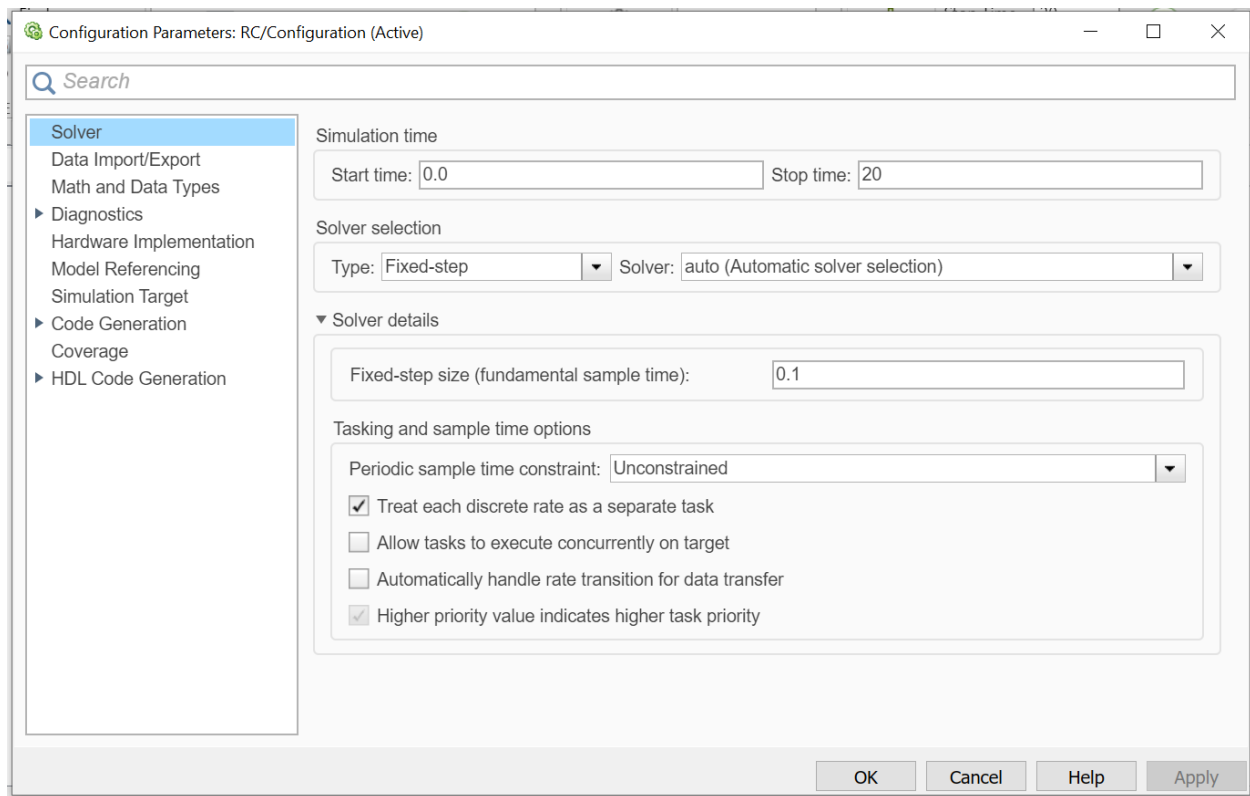 Configuration Parameters: RC/Configuration (Active)
Search
Solver
Data Import/Export
Math and Data Types
Diagnostics
Hardware Implementation
Model Referencing
Simulation Target
Code Generation
Coverage
HDL Code Generation
Simulation time
Start time: 0.0 Stop time: 20
Solver selection
Type: Fixed-step Solver: auto (Automatic solver selection)
Solver details
Fixed-step size (fundamental sample time): 0.1
Tasking and sample time options
Periodic sample time constraint: Unconstrained
Treat each discrete rate as a separate task
Allow tasks to execute concurrently on target
Automatically handle rate transition for data transfer
Higher priority value indicates higher task priority
OK Cancel Help Apply